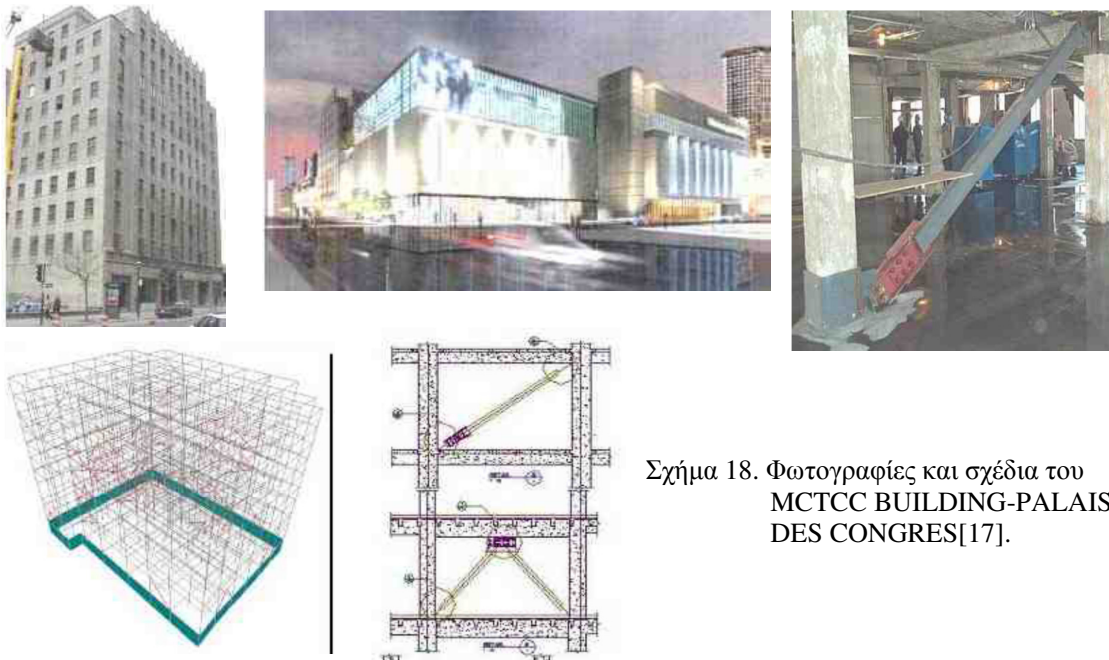 Σχήμα 18. Φωτογραφίες και σχέδια του
MCTCC BUILDING-PALAIS
DES CONGRES[17].